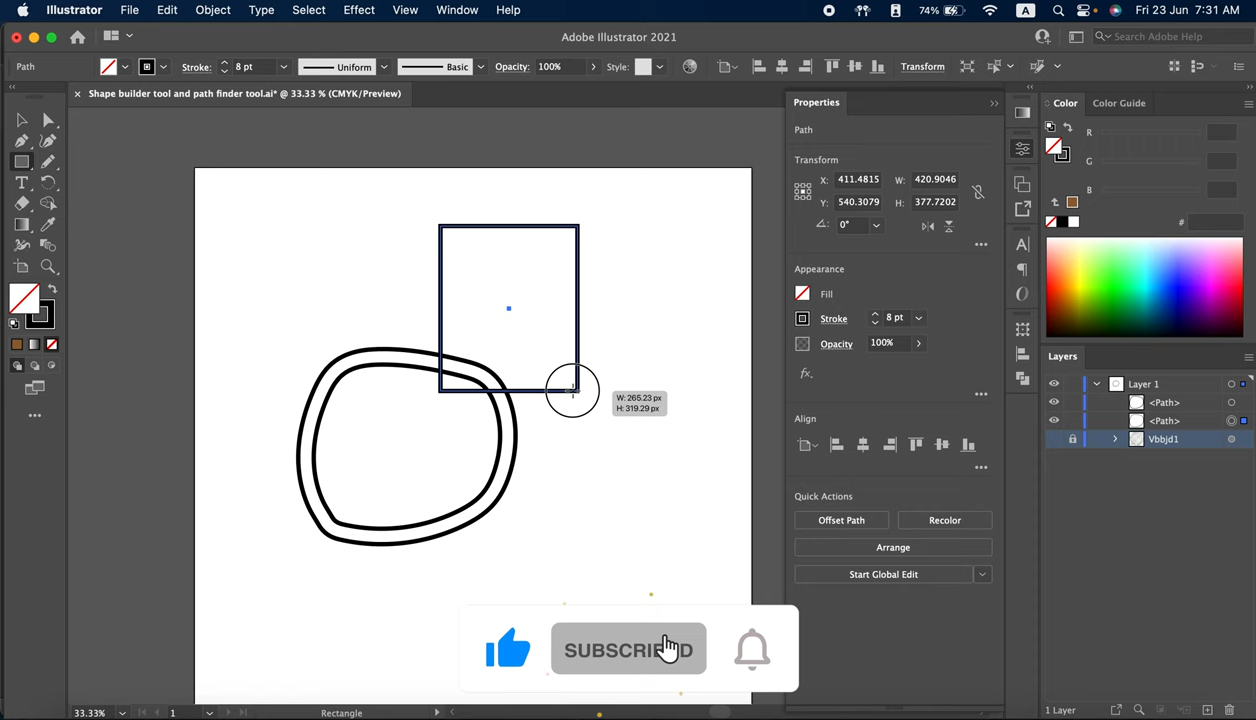 Illustrator File Edit Object Type Select Effect View Window Help 74% A Fri 23 Jun 7:31 AM
Adobe Illustrator 2021
Search Adobe Help
Path Stroke: 8 pt Uniform Basic Opacity: 100% Style: Transform
× Shape builder tool and path finder tool.ai* @ 33.33 % (CMYK/Preview)
Properties
Path
Transform
X: 411.4815 W: 420.9046
Y: 540.3079 H: 377.7202
0°
Appearance
Fill
Stroke 8 pt
Opacity 100%
fx.
Align
Quick Actions
Offset Path Recolor
Arrange
Start Global Edit
Color Color Guide
R
G
B
#
Layers
Layer 1
<Path>
<Path>
Vbbjd1
1 Layer
W: 265.23 px
H: 319.29 px
33.33% 1 Rectangle